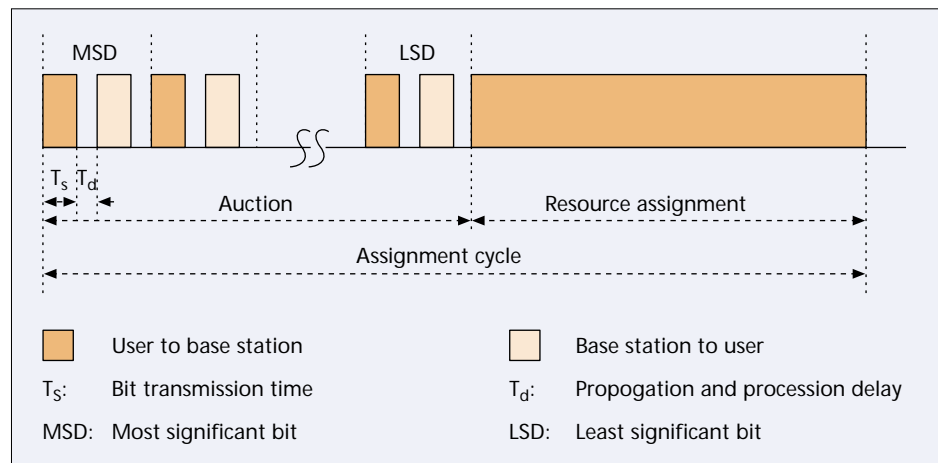 MSD
LSD
Ts Td
Auction
Resource assignment
Assignment cycle
User to base station
Base station to user
TS: Bit transmission time
Td: Propogation and procession delay
MSD: Most significant bit
LSD: Least significant bit